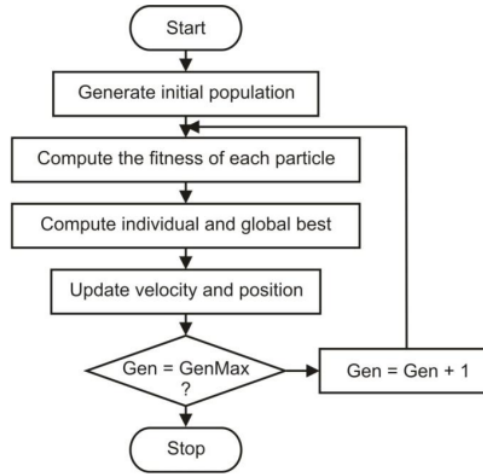 Start
Generate initial population
Compute the fitness of each particle
Compute individual and global best
Update velocity and position
Gen = GenMax
?
Gen = Gen + 1
Stop